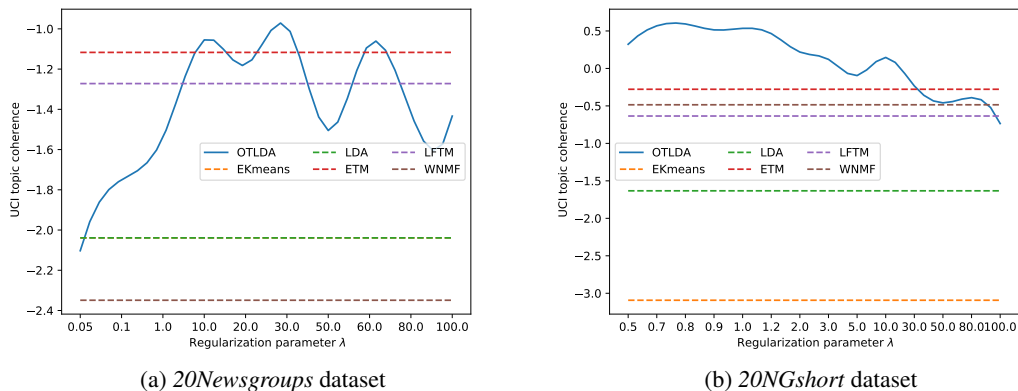 −1.0
−1.2
−1.4
−1.6
−1.8
−2.0
−2.2
−2.4
UCI topic coherence
OTLDA LDA LFTM
EKmeans ETM WNMF
0.05 0.1 1.0 10.0 20.0 30.0 50.0 60.0 80.0 100.0
Regularization parameter λ
(a) 20Newsgroups dataset
0.5
0.0
−0.5
−1.0
−1.5
−2.0
−2.5
−3.0
UCI topic coherence
OTLDA LDA LFTM
EKmeans ETM WNMF
0.5 0.7 0.8 0.9 1.0 1.2 2.0 3.0 5.0 10.0 30.0 50.0 80.0 100.0
Regularization parameter λ
(b) 20NGshort dataset